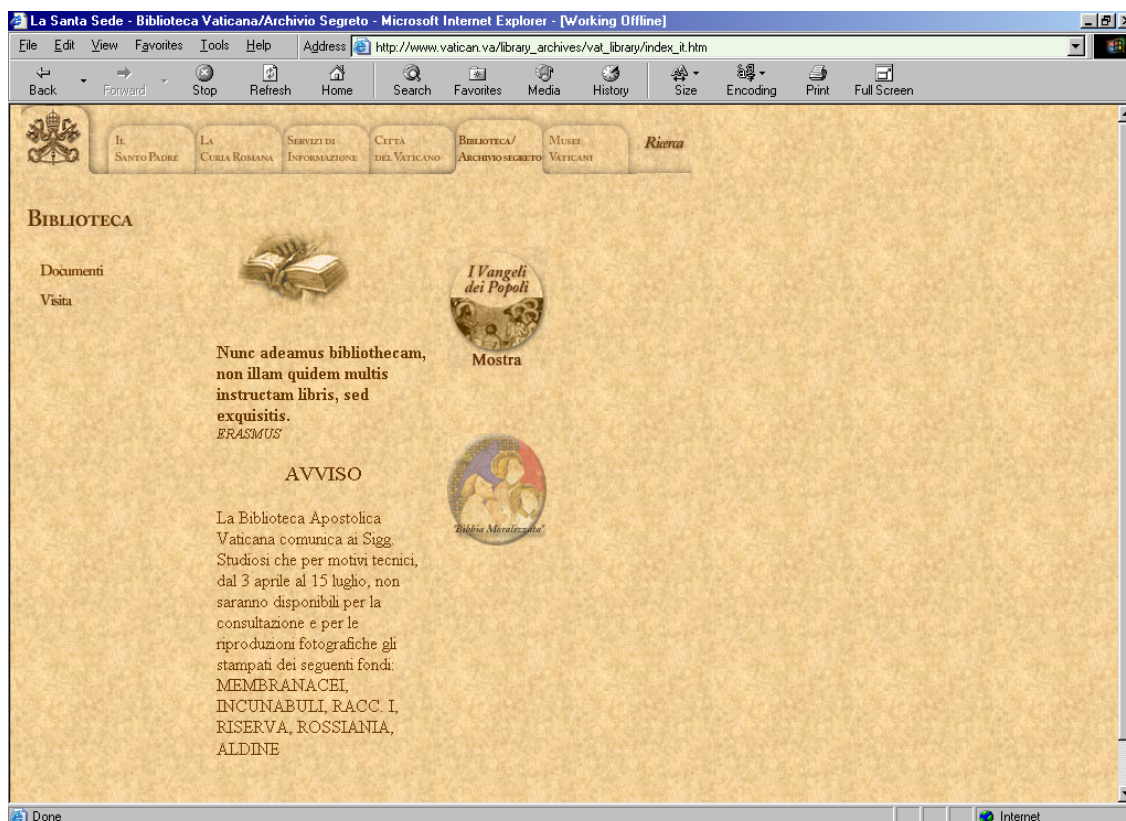 La Santa Sede - Biblioteca Vaticana/Archivio Segreto - Microsoft Internet Explorer - [Working Offline]
File Edit View Favorites Tools Help Address http://www.vatican.va/library_archives/vat_library/index_it.htm
Back Forward Stop Refresh Home Search Favorites Media History Size Encoding Print Full Screen
Il Santo Padre
La Curia Romana
Servizi di Informazione
Città del Vaticano
Biblioteca/ Archivio segreto
Musei Vaticani
Ricerca
Biblioteca
Documenti
Visita
I Vangeli
dei Popoli
Mostra
Nunc adeamus bibliothecam,
non illam quidem multis
instructam libris, sed
exquisitis.
ERASMUS
"Bibbia Moralizzata"
AVVISO
La Biblioteca Apostolica
Vaticana comunica ai Sigg.
Studiosi che per motivi tecnici,
dal 3 aprile al 15 luglio, non
saranno disponibili per la
consultazione e per le
riproduzioni fotografiche gli
stampati dei seguenti fondi:
MEMBRANACEI,
INCUNABULI, RACC. I,
RISERVA, ROSSIANIA,
ALDINE
Done Internet